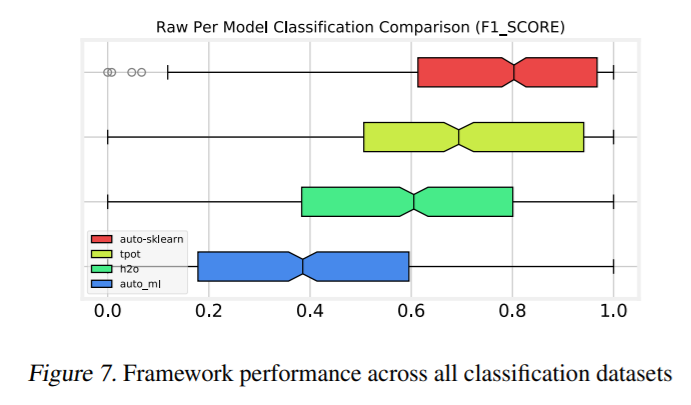 Raw Per Model Classification Comparison (F1_SCORE)
auto-sklearn
tpot
h2o
auto_ml
0.0 0.2 0.4 0.6 0.8 1.0
Figure 7. Framework performance across all classification datasets